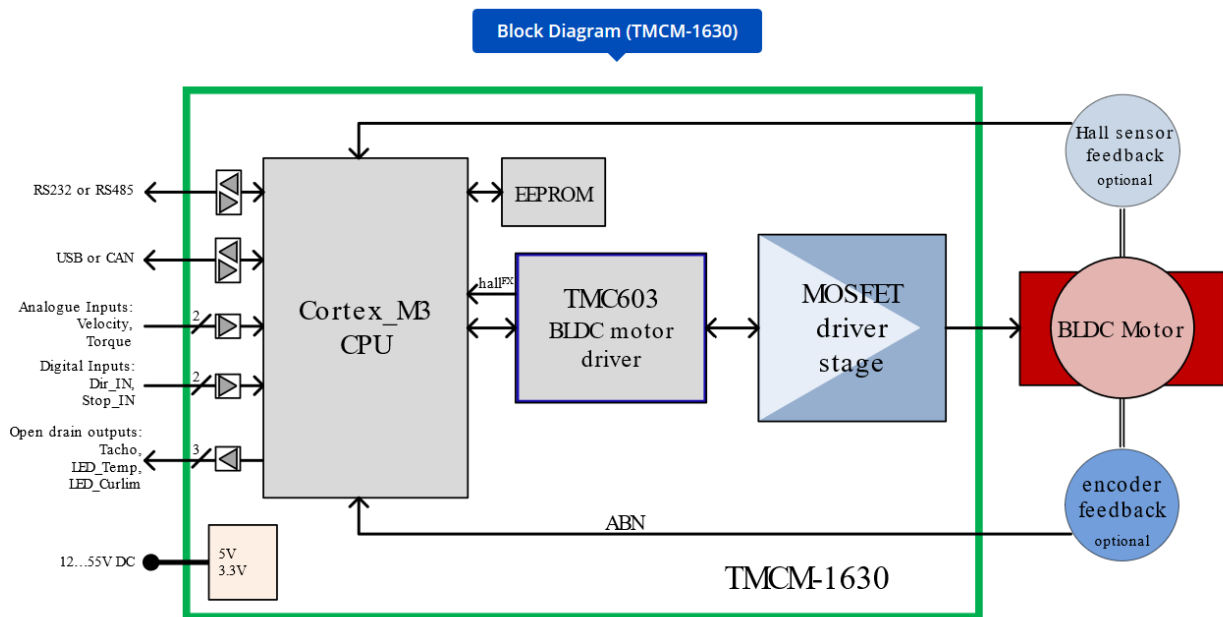 Block Diagram (TMCM-1630)
Hall sensor
feedback
optional
RS232 or RS485
EEPROM
USB or CAN
hallFX
Analogue Inputs:
Velocity,
Torque
2
Cortex_M3
CPU
TMC603
BLDC motor
driver
MOSFET
driver
stage
BLDC Motor
Digital Inputs:
Dir_IN,
Stop_IN
2
Open drain outputs:
Tacho,
LED_Temp,
LED_Curlim
3
encoder
feedback
optional
ABN
12...55V DC
5V
3.3V
TMCM-1630